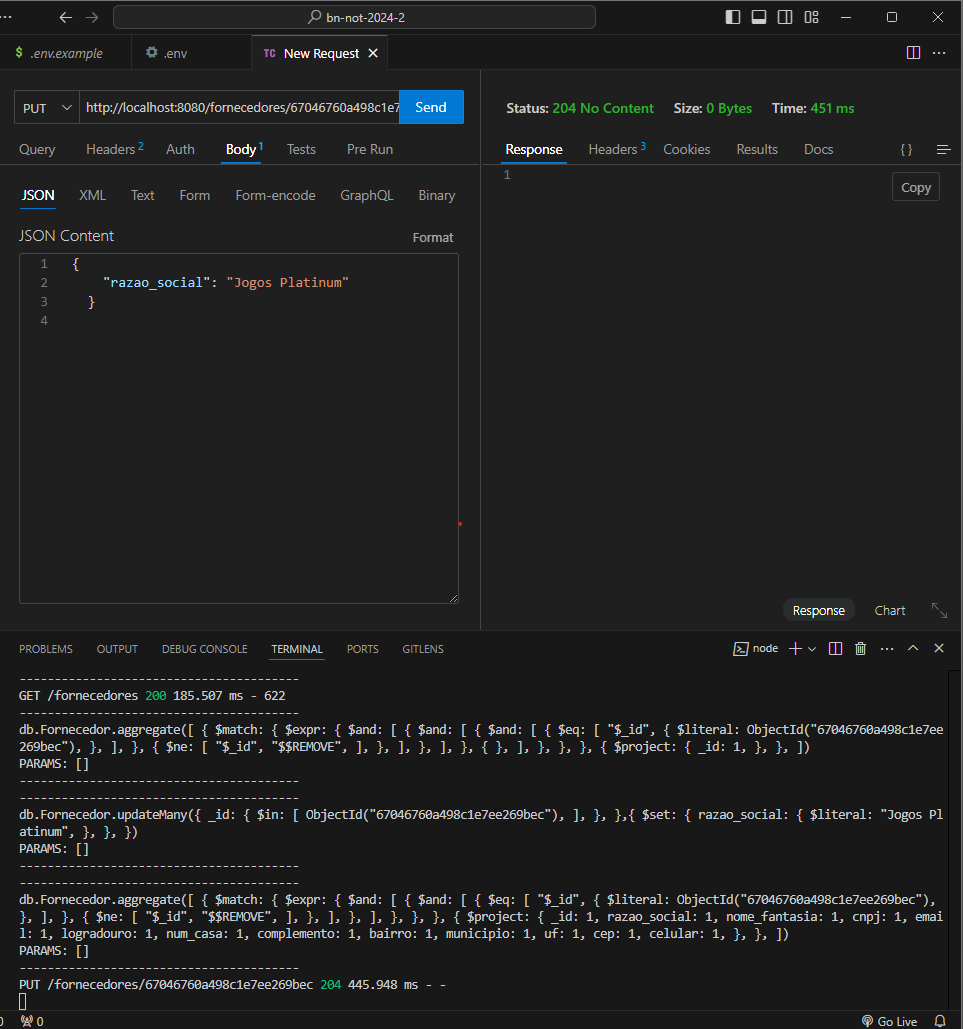 bn-not-2024-2
$ .env.example
.env
TC New Request
PUT
http://localhost:8080/fornecedores/67046760a498c1e7
Send
Status: 204 No Content Size: 0 Bytes Time: 451 ms
Query Headers 2 Auth Body 1 Tests Pre Run
Response Headers 3 Cookies Results Docs { }
1
Copy
JSON XML Text Form Form-encode GraphQL Binary
JSON Content
Format
1 {
2 "razao_social": "Jogos Platinum"
3 }
4
Response Chart
PROBLEMS OUTPUT DEBUG CONSOLE TERMINAL PORTS GITLENS
node
----------------------------------------
GET /fornecedores 200 185.507 ms - 622
----------------------------------------
db.Fornecedor.aggregate([ { $match: { $expr: { $and: [ { $and: [ { $and: [ { $eq: [ "$_id", { $literal: ObjectId("67046760a498c1e7ee
269bec"), }, ], }, { $ne: [ "$_id", "$$REMOVE", ], }, ], }, ], }, { }, ], }, }, }, { $project: { _id: 1, }, }, ])
PARAMS: []
----------------------------------------
----------------------------------------
db.Fornecedor.updateMany({ _id: { $in: [ ObjectId("67046760a498c1e7ee269bec"), ], }, },{ $set: { razao_social: { $literal: "Jogos Pl
atinum", }, }, })
PARAMS: []
----------------------------------------
----------------------------------------
db.Fornecedor.aggregate([ { $match: { $expr: { $and: [ { $and: [ { $eq: [ "$_id", { $literal: ObjectId("67046760a498c1e7ee269bec"),
}, ], }, { $ne: [ "$_id", "$$REMOVE", ], }, ], }, ], }, }, }, { $project: { _id: 1, razao_social: 1, nome_fantasia: 1, cnpj: 1, emai
l: 1, logradouro: 1, num_casa: 1, complemento: 1, bairro: 1, municipio: 1, uf: 1, cep: 1, celular: 1, }, }, ])
PARAMS: []
----------------------------------------
PUT /fornecedores/67046760a498c1e7ee269bec 204 445.948 ms - -
0 0
Go Live